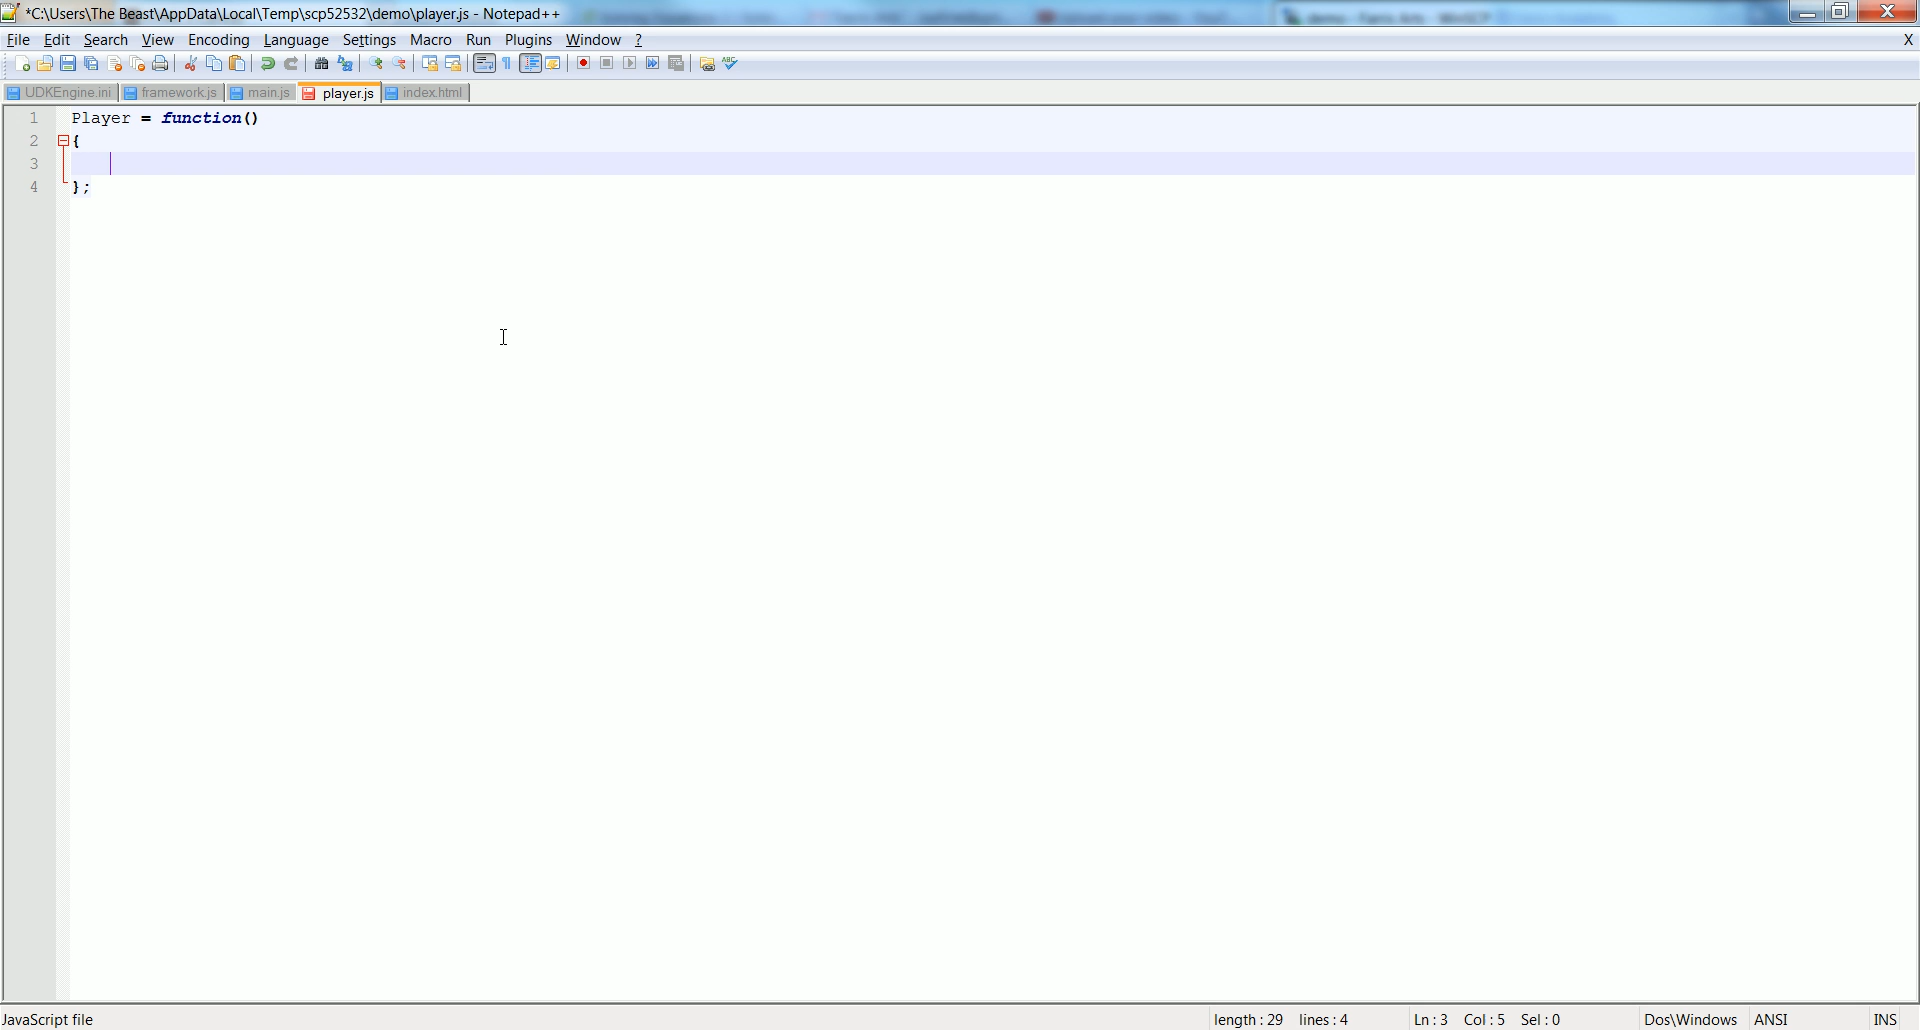 *C:\Users\The Beast\AppData\Local\Temp\scp52532\demo\player.js - Notepad++
File Edit Search View Encoding Language Settings Macro Run Plugins Window ? X
UDKEngine.ini framework.js main.js player.js index.html
1 Player = function()
2 {
3
4 };
JavaScript file length : 29 lines : 4 Ln : 3 Col : 5 Sel : 0 Dos\Windows ANSI INS